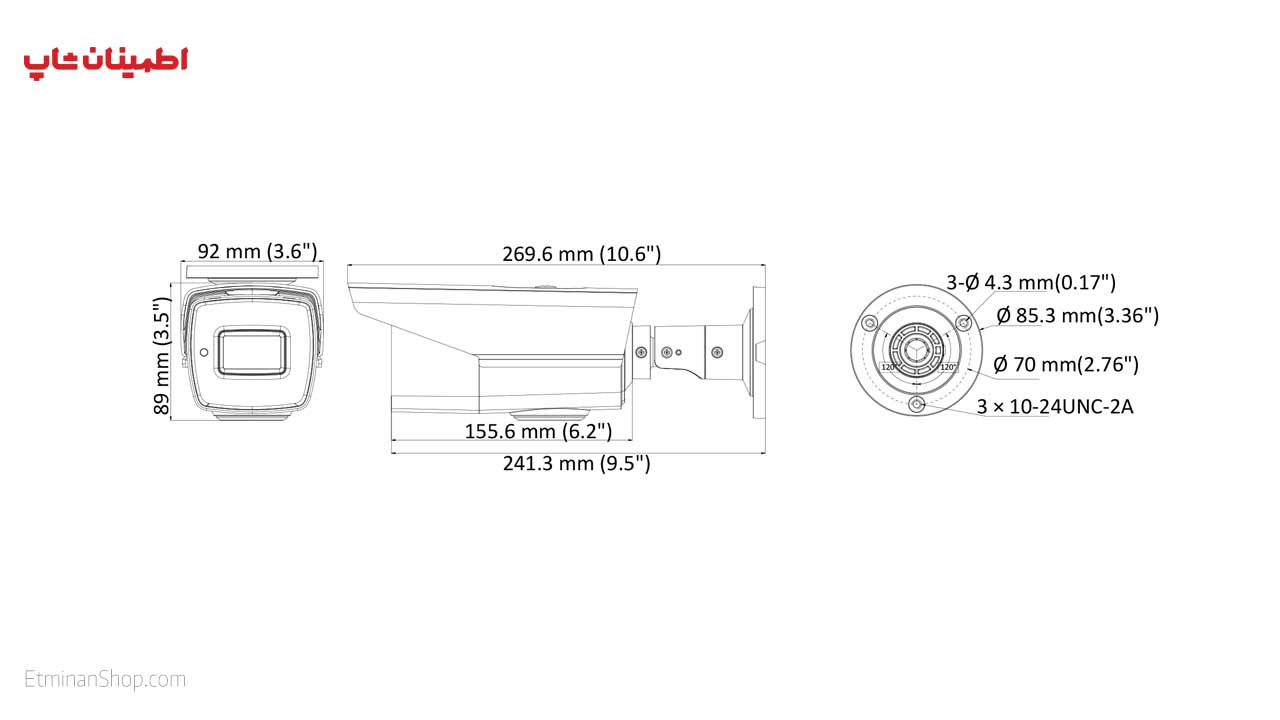 اطمینان شاپ
92 mm (3.6")
89 mm (3.5")
269.6 mm (10.6")
155.6 mm (6.2")
241.3 mm (9.5")
3-Ø 4.3 mm(0.17")
Ø 85.3 mm(3.36")
Ø 70 mm(2.76")
120° 120°
3 × 10-24UNC-2A
EtminanShop.com